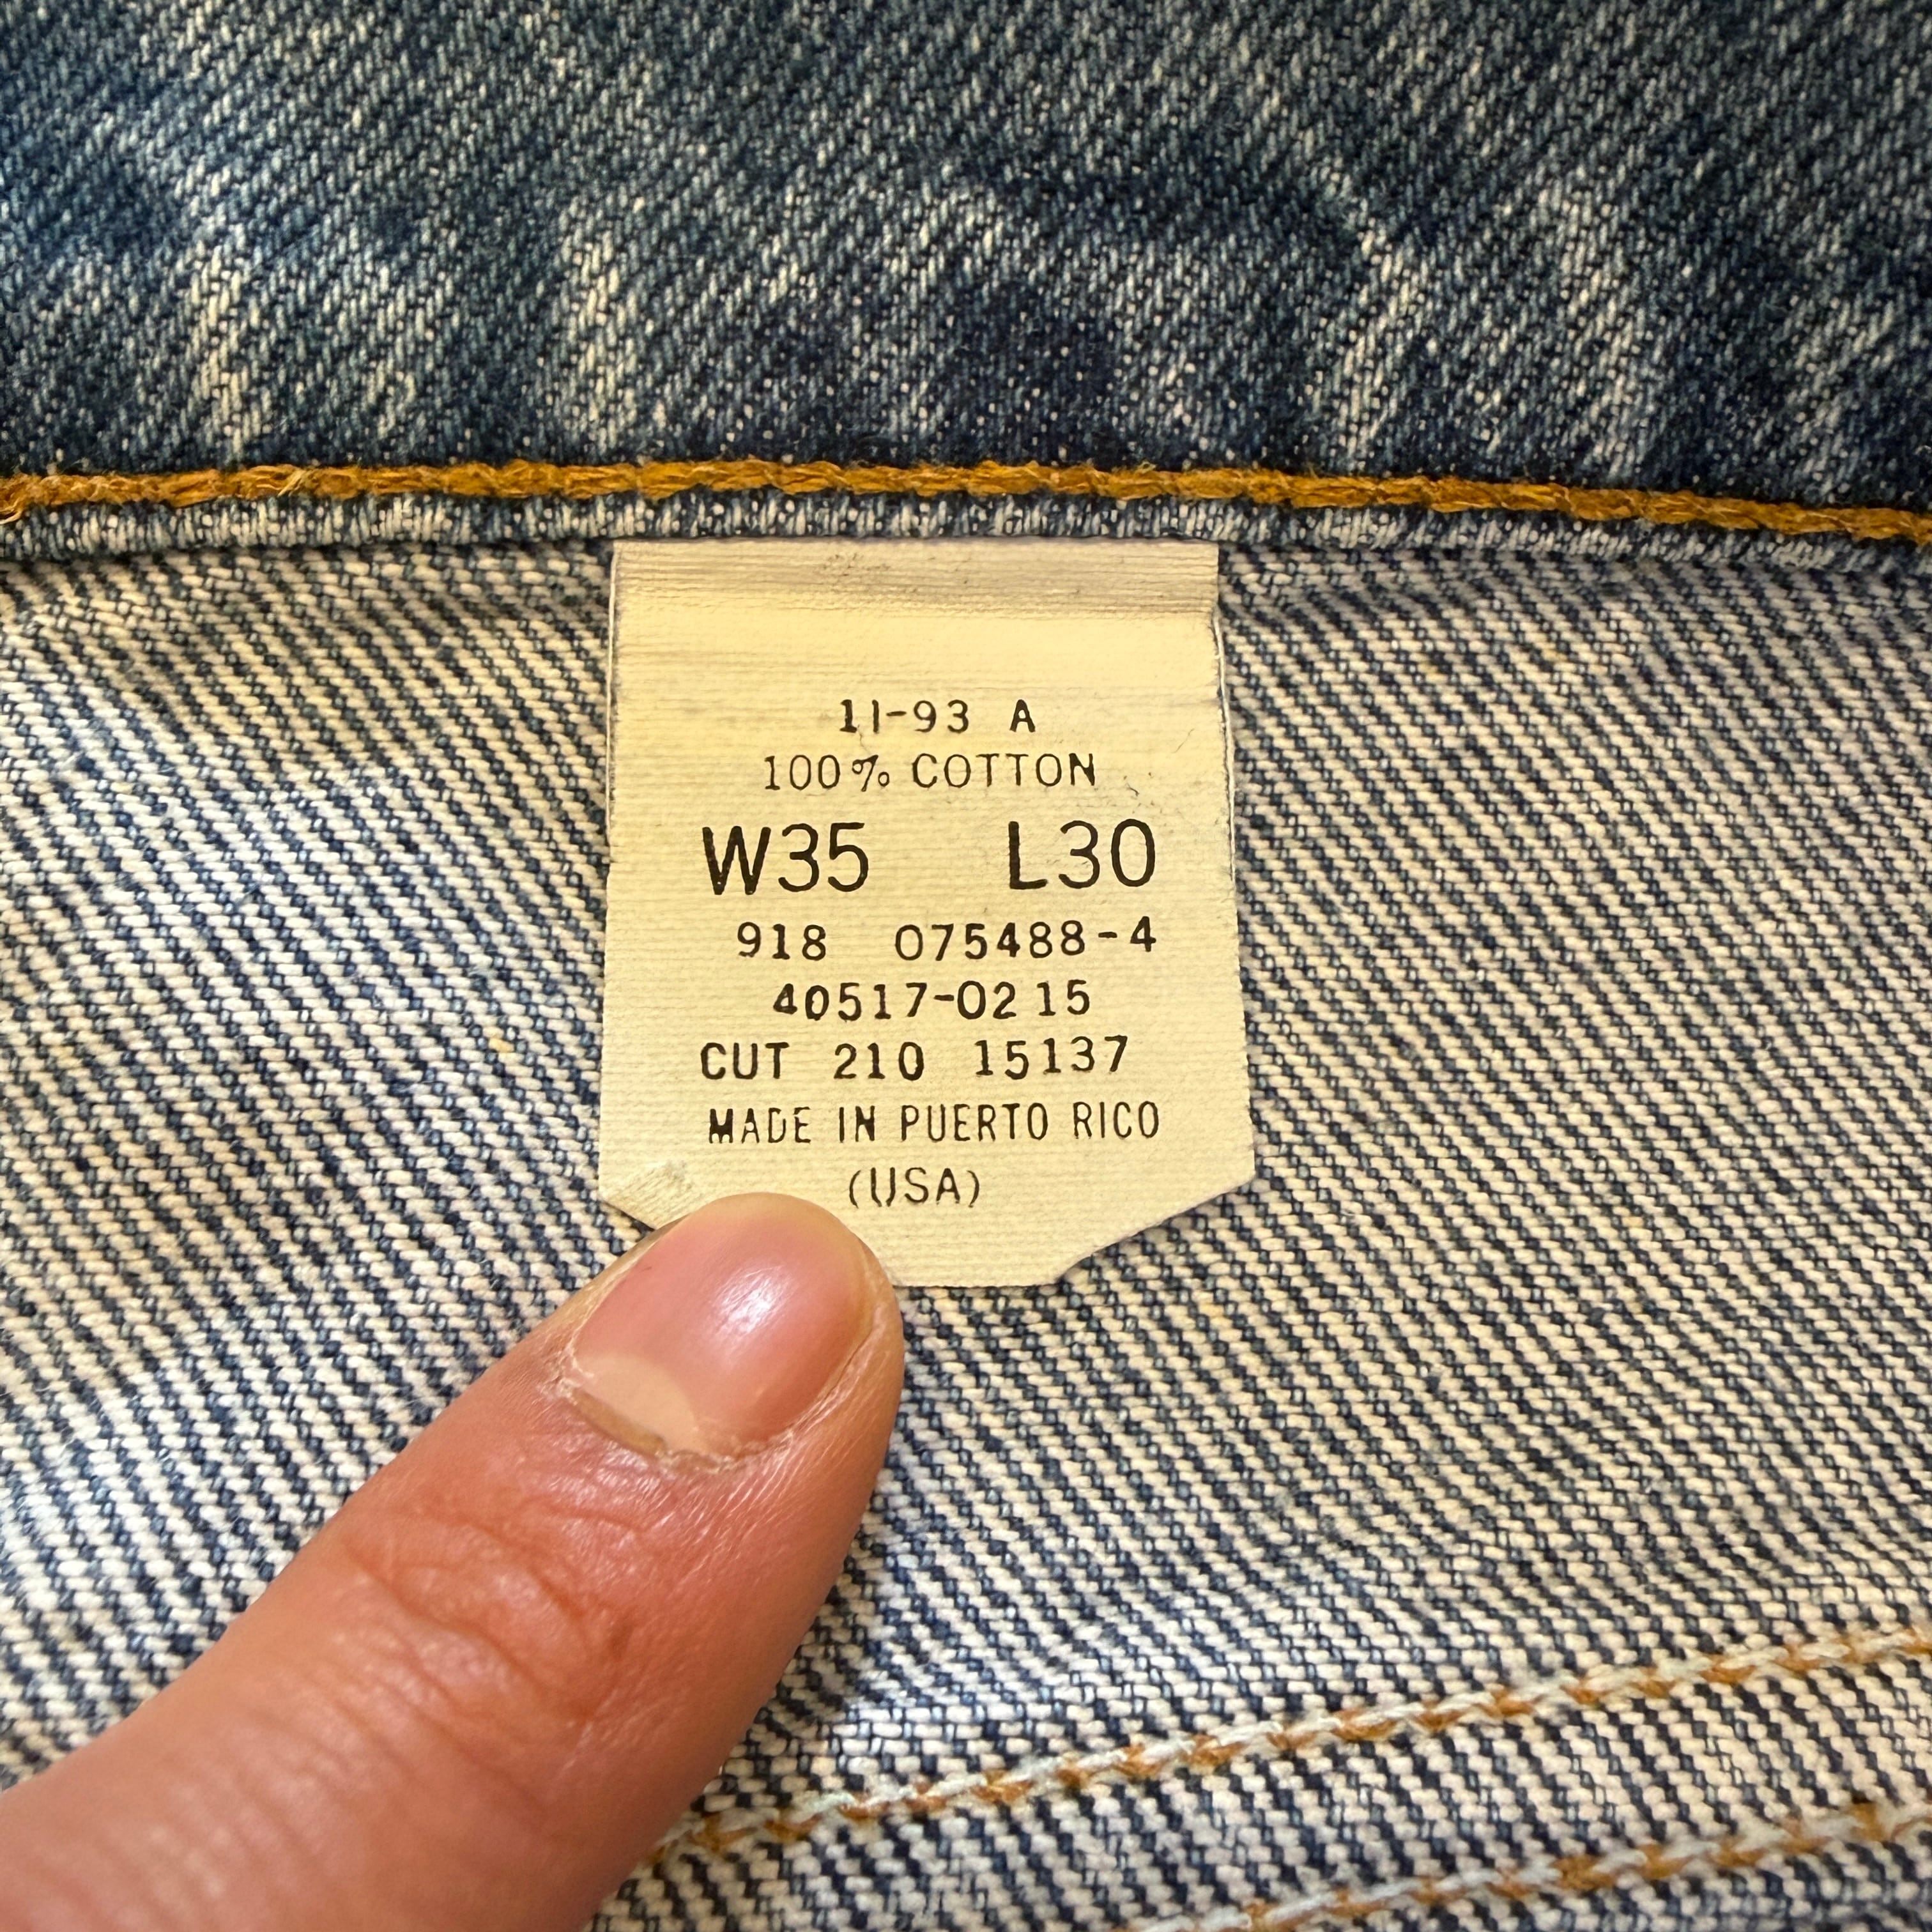 11-93 A
100% COTTON
W35 L30
918 075488-4
40517-0215
CUT 210 15137
MADE IN PUERTO RICO
(USA)